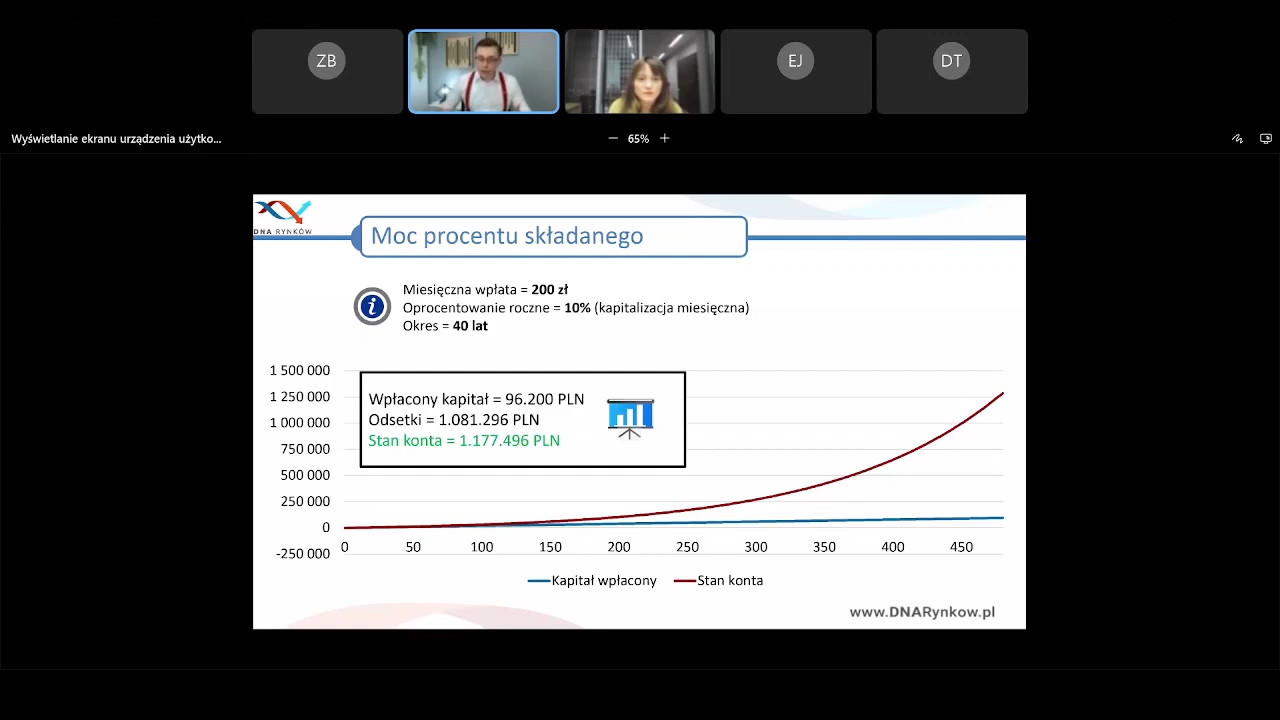 ZB
EJ
DT
Wyświetlanie ekranu urządzenia użytko...
65%
DNA RYNKÓW
Moc procentu składanego
Miesięczna wpłata = 200 zł
Oprocentowanie roczne = 10% (kapitalizacja miesięczna)
Okres = 40 lat
Wpłacony kapitał = 96.200 PLN
Odsetki = 1.081.296 PLN
Stan konta = 1.177.496 PLN
1 500 000
1 250 000
1 000 000
750 000
500 000
250 000
0
-250 000
0 50 100 150 200 250 300 350 400 450
Kapitał wpłacony Stan konta
www.DNARynkow.pl